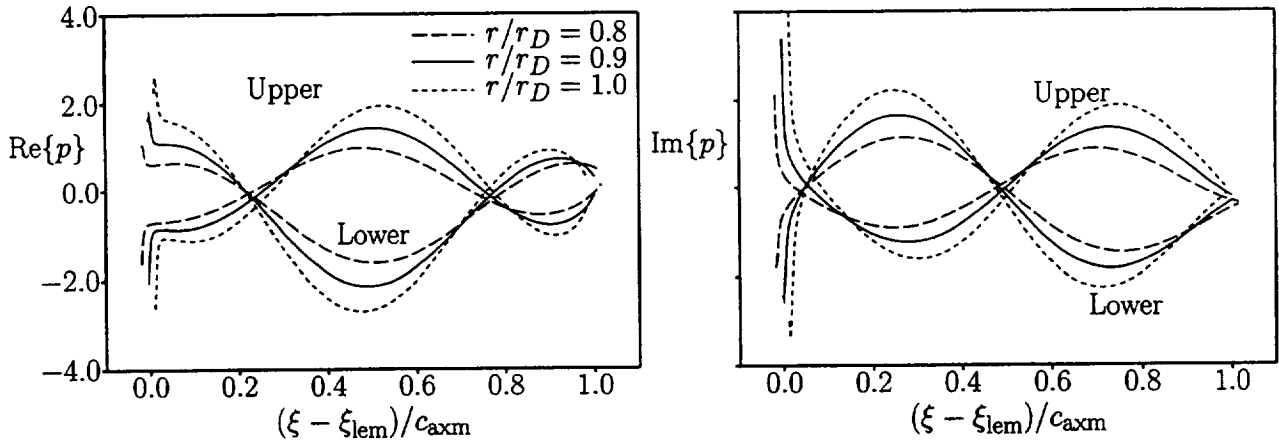 4.0
2.0
0.0
−2.0
−4.0
Re{p}
r/r_D = 0.8
r/r_D = 0.9
r/r_D = 1.0
Upper
Lower
0.0 0.2 0.4 0.6 0.8 1.0
(ξ − ξ_lem)/c_axm
Im{p}
Upper
Lower
0.0 0.2 0.4 0.6 0.8 1.0
(ξ − ξ_lem)/c_axm